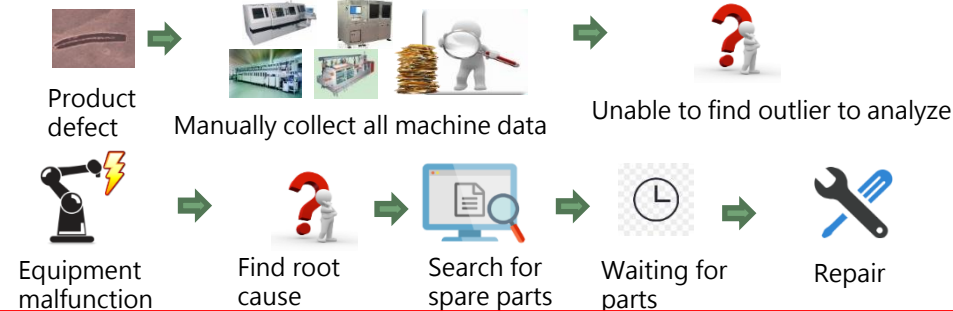 Product
defect
Manually collect all machine data
Unable to find outlier to analyze
Equipment
malfunction
Find root
cause
Search for
spare parts
Waiting for
parts
Repair